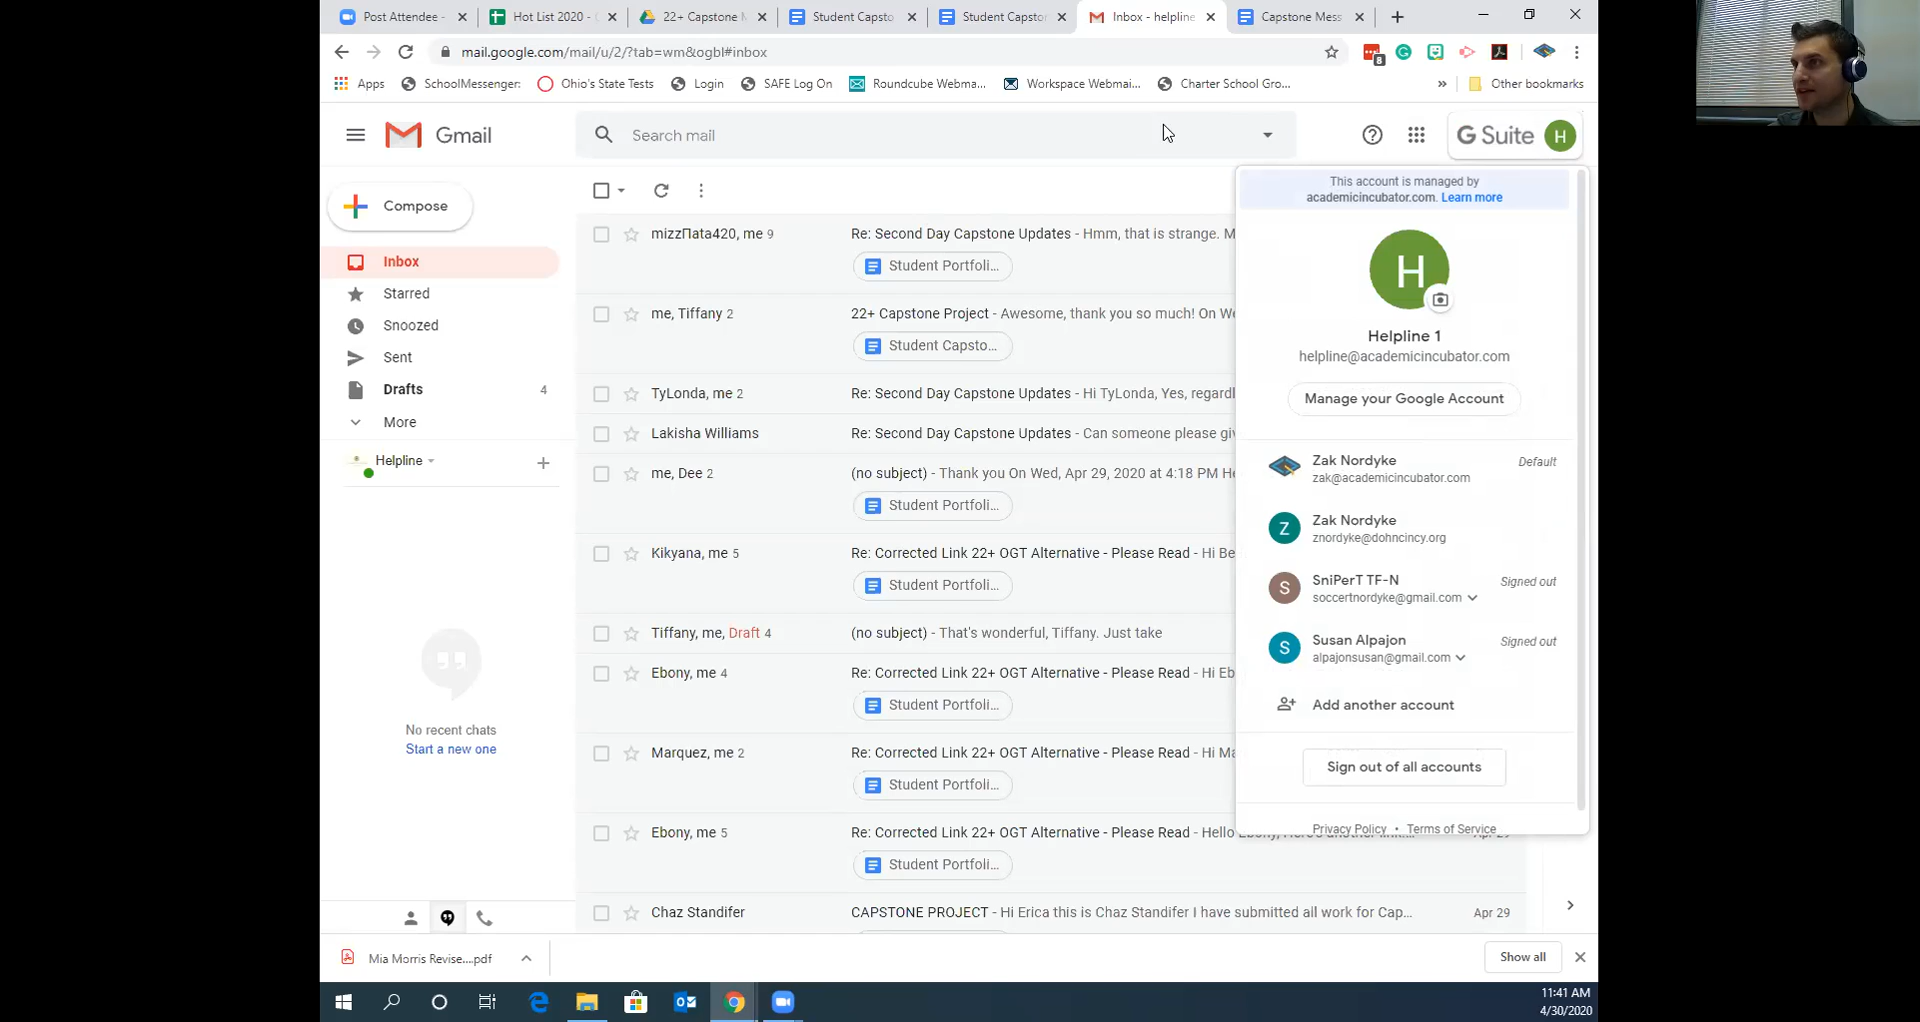 Post Attendee -
Hot List 2020 -
22+ Capstone M
Student Capsto
Student Capstor
Inbox - helpline
Capstone Mess
mail.google.com/mail/u/2/?tab=wm&ogbl#inbox
8
Apps
SchoolMessenger:
Ohio's State Tests
Login
SAFE Log On
Roundcube Webma...
Workspace Webmai...
Charter School Gro...
»
Other bookmarks
Gmail
Search mail
G Suite
H
Compose
Inbox
Starred
Snoozed
Sent
Drafts 4
More
Helpline
No recent chats
Start a new one
mizzПata420, me 9
Re: Second Day Capstone Updates - Hmm, that is strange. M
Student Portfoli...
me, Tiffany 2
22+ Capstone Project - Awesome, thank you so much! On We
Student Capsto...
TyLonda, me 2
Re: Second Day Capstone Updates - Hi TyLonda, Yes, regardl
Lakisha Williams
Re: Second Day Capstone Updates - Can someone please giv
me, Dee 2
(no subject) - Thank you On Wed, Apr 29, 2020 at 4:18 PM He
Student Portfoli...
Kikyana, me 5
Re: Corrected Link 22+ OGT Alternative - Please Read - Hi Be
Student Portfoli...
Tiffany, me, Draft 4
(no subject) - That's wonderful, Tiffany. Just take
Ebony, me 4
Re: Corrected Link 22+ OGT Alternative - Please Read - Hi Eb
Student Portfoli...
Marquez, me 2
Re: Corrected Link 22+ OGT Alternative - Please Read - Hi Ma
Student Portfoli...
Ebony, me 5
Re: Corrected Link 22+ OGT Alternative - Please Read - Hello
Student Portfoli...
Chaz Standifer
CAPSTONE PROJECT - Hi Erica this is Chaz Standifer I have submitted all work for Cap...
Apr 29
This account is managed by
academicincubator.com. Learn more
H
Helpline 1
helpline@academicincubator.com
Manage your Google Account
Zak Nordyke
Default
zak@academicincubator.com
Z
Zak Nordyke
znordyke@dohncincy.org
S
SniPerT TF-N
Signed out
soccertnordyke@gmail.com
S
Susan Alpajon
Signed out
alpajonsusan@gmail.com
Add another account
Sign out of all accounts
Privacy Policy • Terms of Service
Mia Morris Revise....pdf
Show all
11:41 AM
4/30/2020